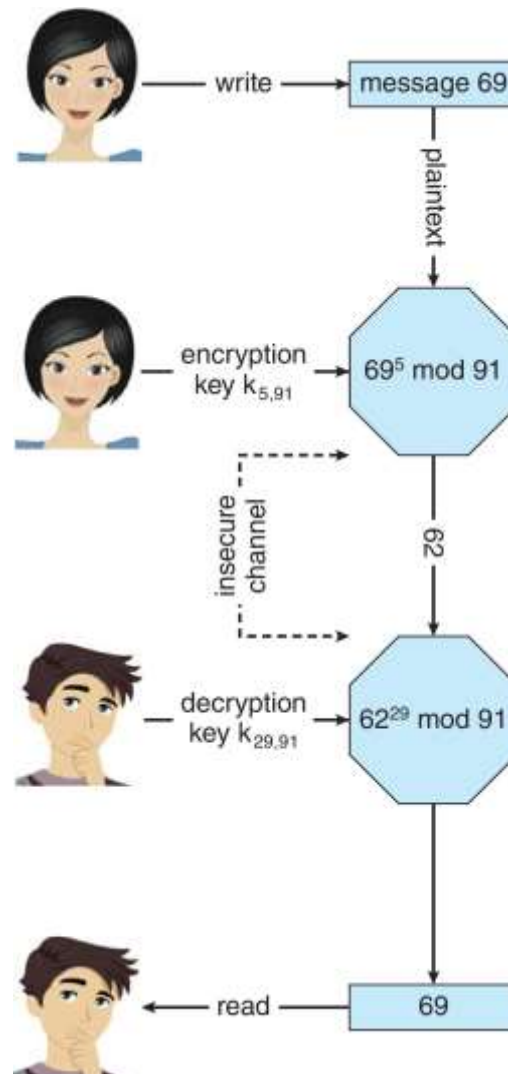 write
message 69
plaintext
encryption
key k₅,₉₁
69⁵ mod 91
insecure
channel
62
decryption
key k₂₉,₉₁
62²⁹ mod 91
read
69